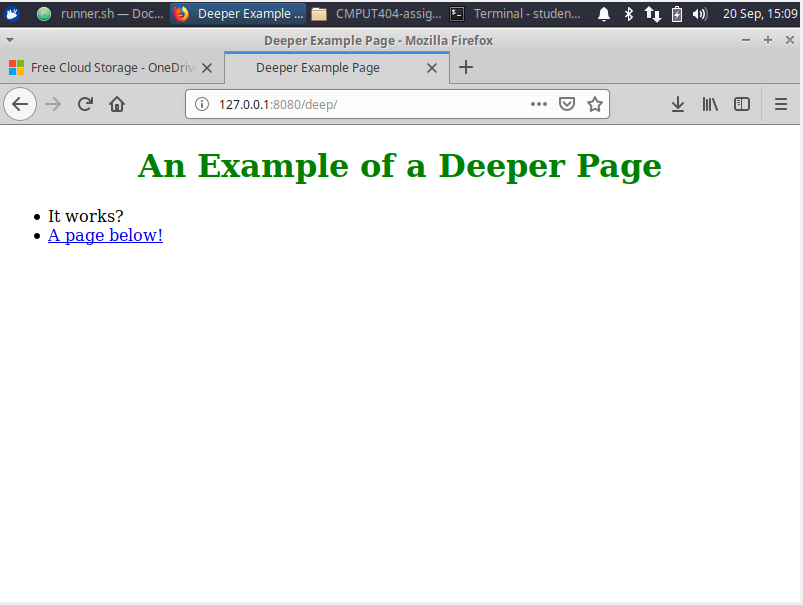 runner.sh — Doc... Deeper Example ... CMPUT404-assig... Terminal - studen... 20 Sep, 15:09
Deeper Example Page - Mozilla Firefox
Free Cloud Storage - OneDriv Deeper Example Page
127.0.0.1:8080/deep/
An Example of a Deeper Page
• It works?
• A page below!